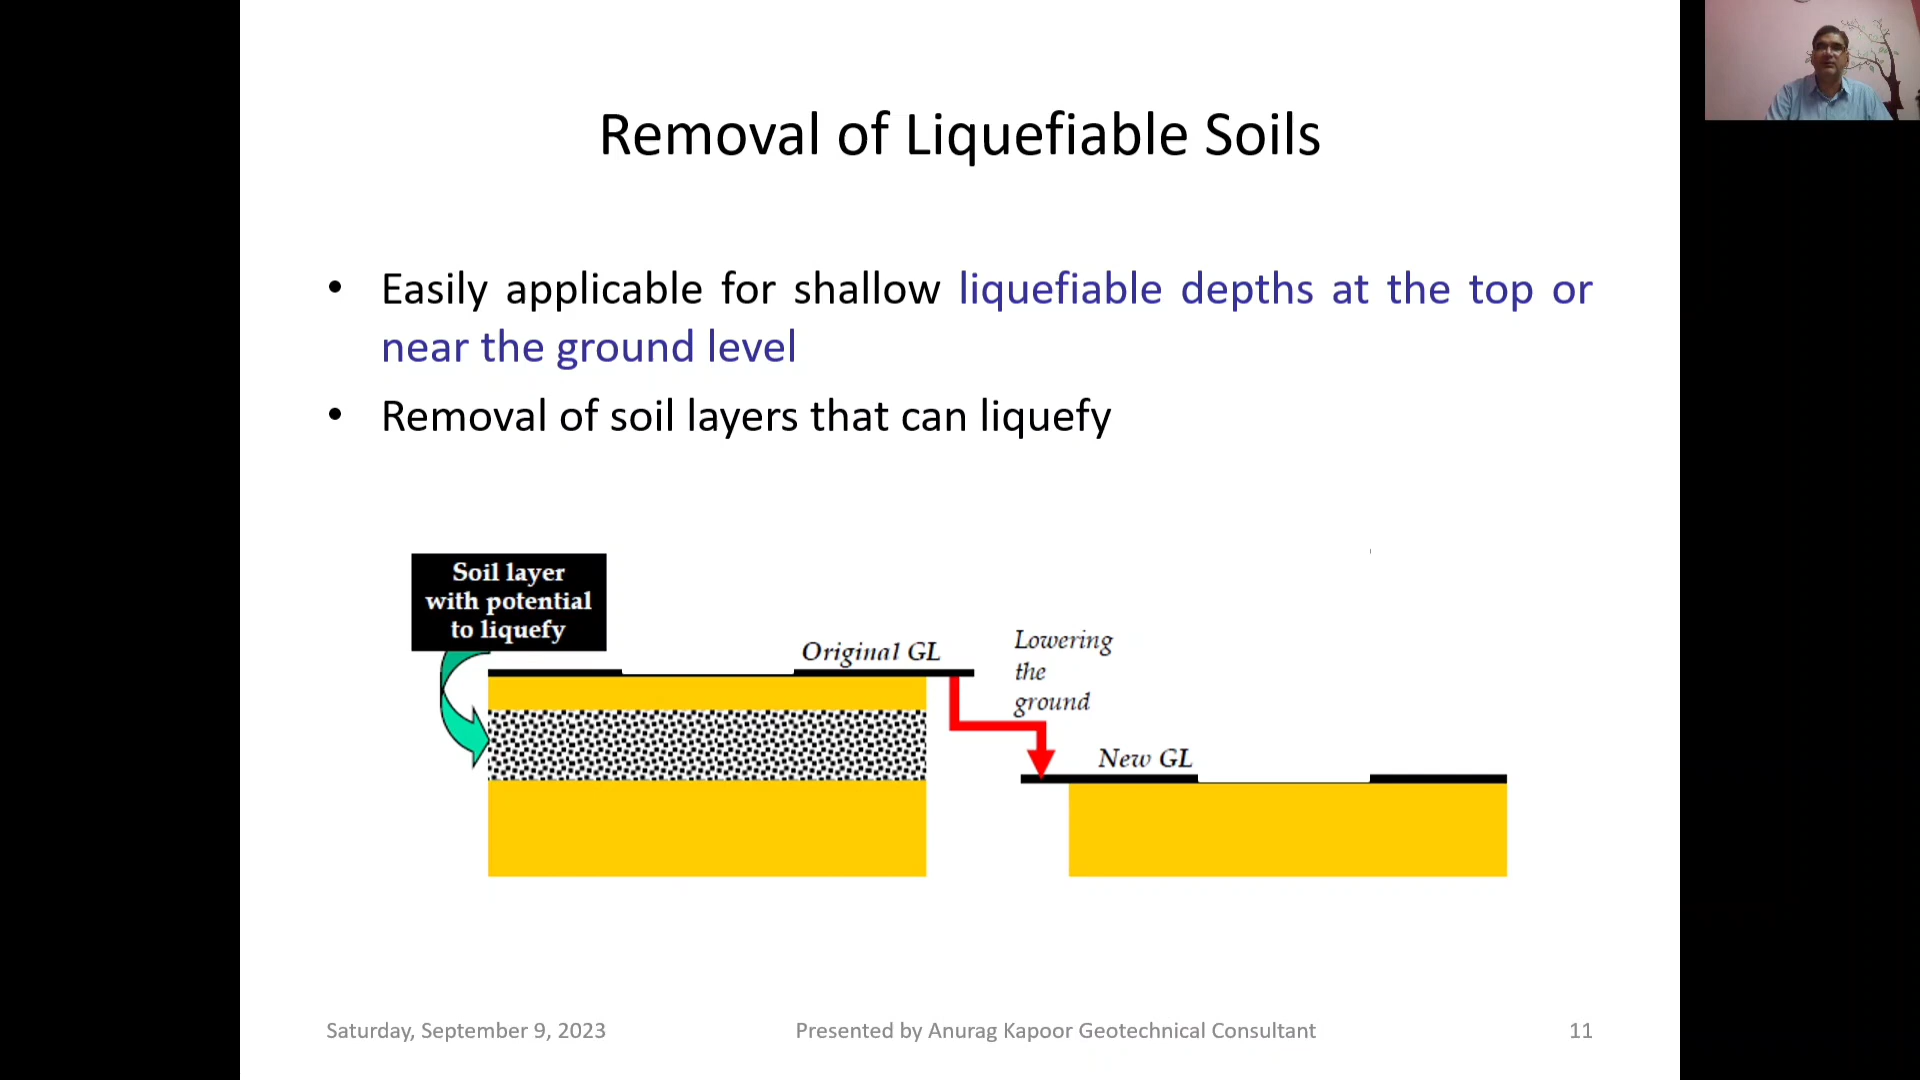 Removal of Liquefiable Soils
• Easily applicable for shallow liquefiable depths at the top or
near the ground level
• Removal of soil layers that can liquefy
Soil layer
with potential
to liquefy
Original GL
Lowering
the
ground
New GL
Saturday, September 9, 2023
Presented by Anurag Kapoor Geotechnical Consultant
11